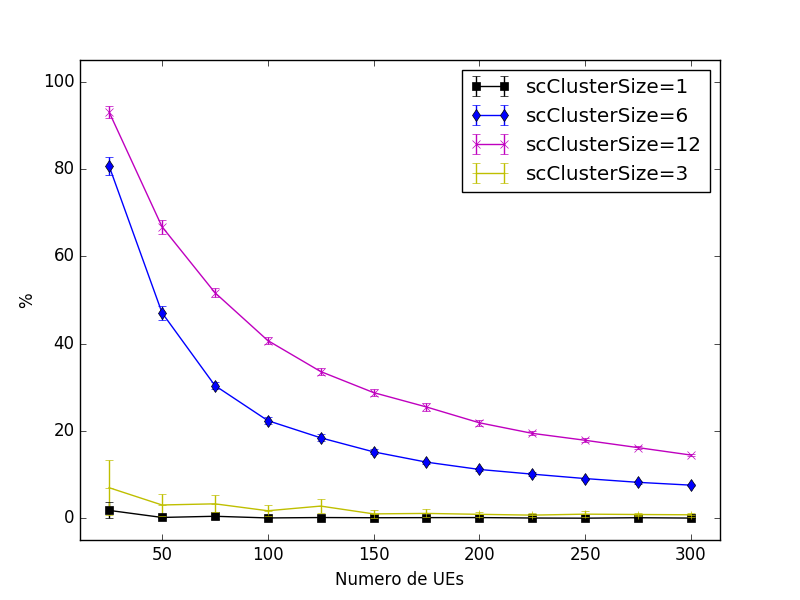 100
80
60
40
20
0
%
50 100 150 200 250 300
Numero de UEs
scClusterSize=1
scClusterSize=6
scClusterSize=12
scClusterSize=3